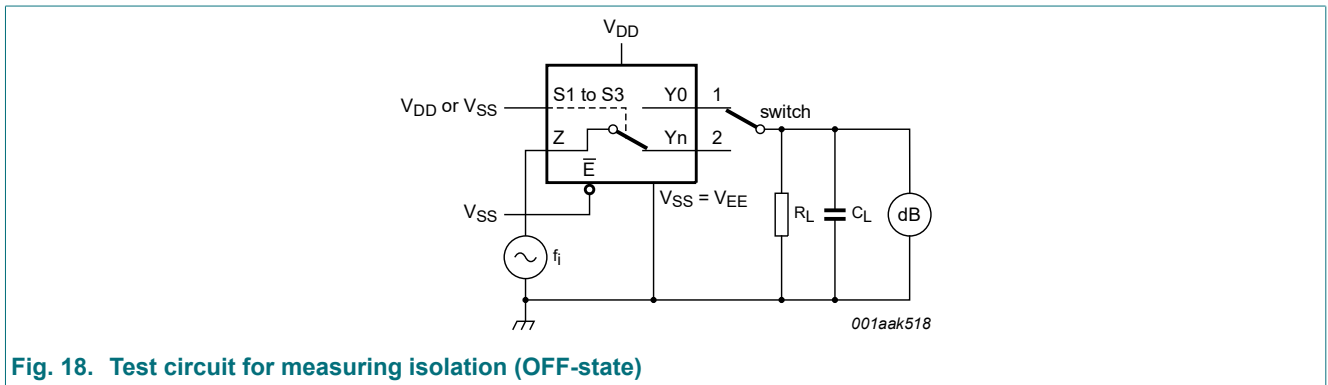 VDD
VDD or VSS
S1 to S3
Y0
1
switch
Z
Yn
2
E̅
VSS = VEE
VSS
RL
CL
dB
fi
001aak518
Fig. 18. Test circuit for measuring isolation (OFF-state)